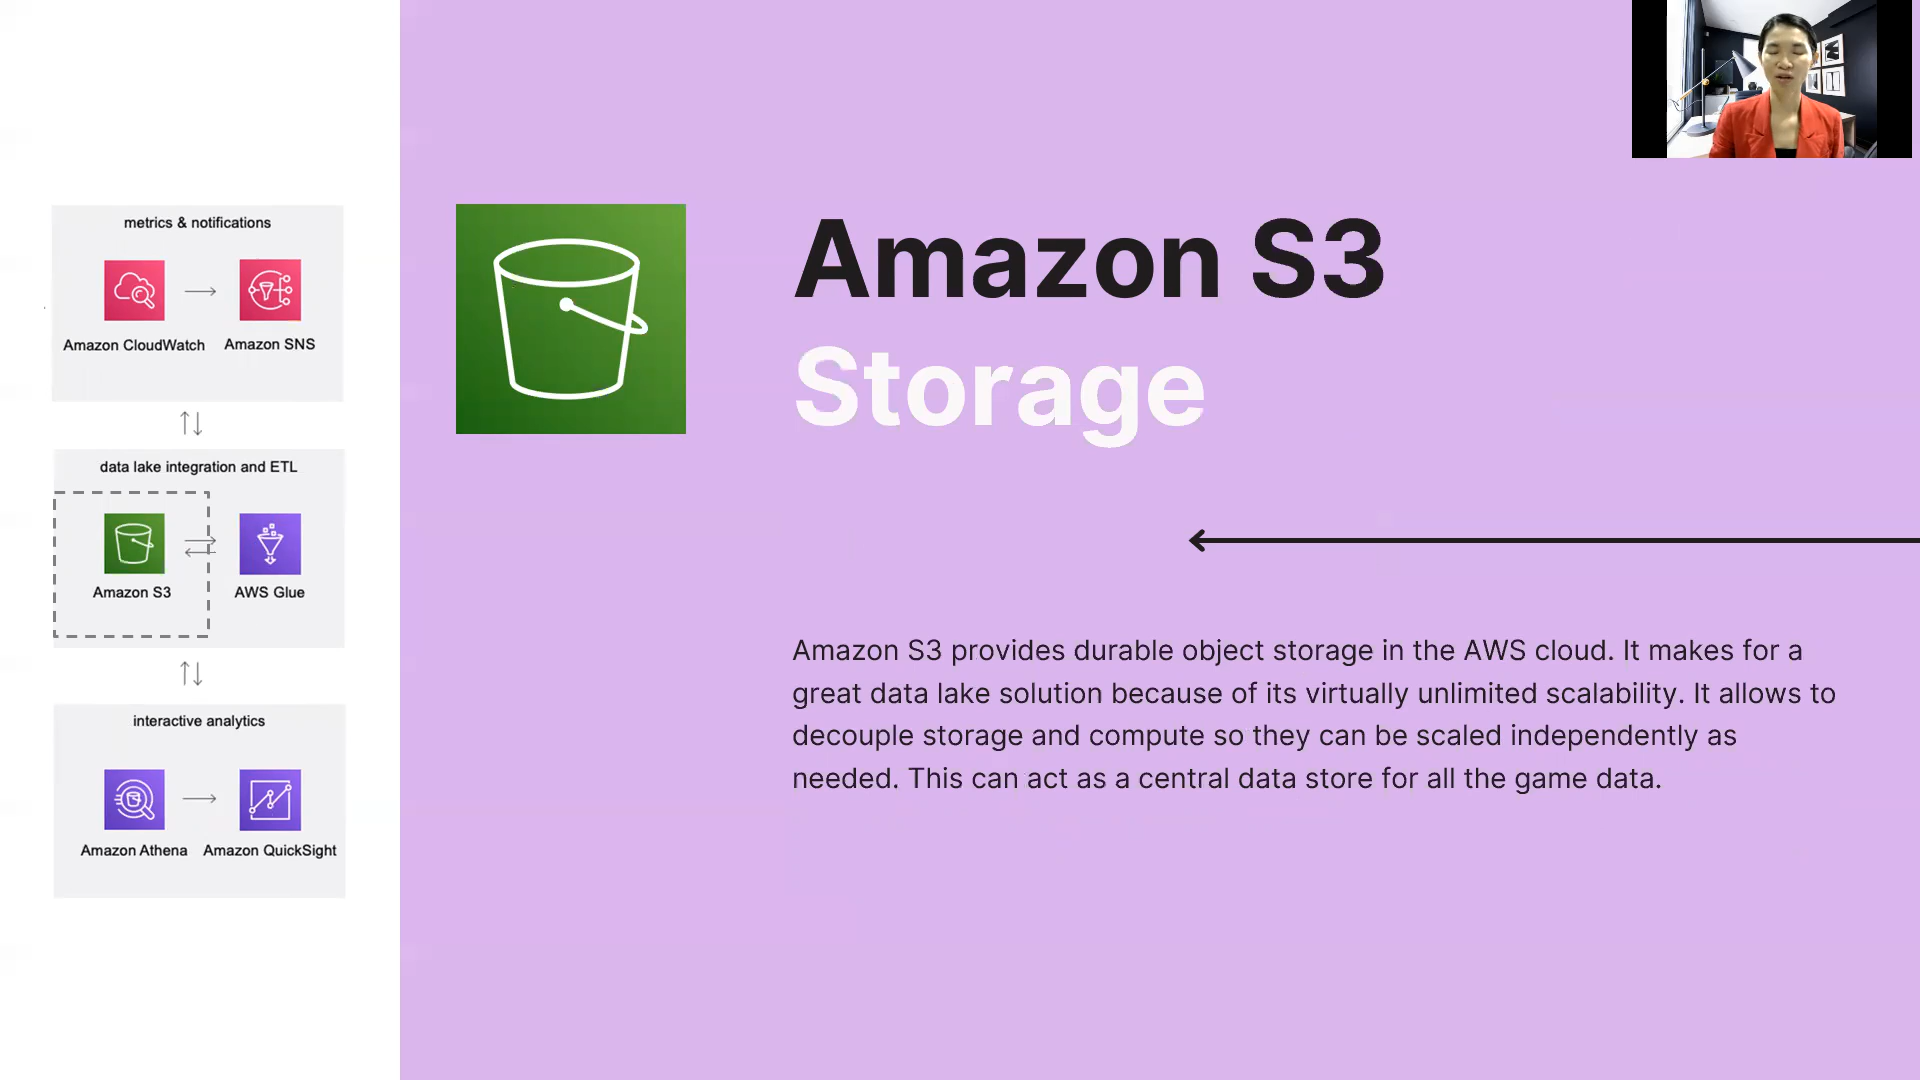 metrics & notifications
Amazon CloudWatch
Amazon SNS
data lake integration and ETL
Amazon S3
AWS Glue
interactive analytics
Amazon Athena
Amazon QuickSight
Amazon S3
Storage
Amazon S3 provides durable object storage in the AWS cloud. It makes for a
great data lake solution because of its virtually unlimited scalability. It allows to
decouple storage and compute so they can be scaled independently as
needed. This can act as a central data store for all the game data.